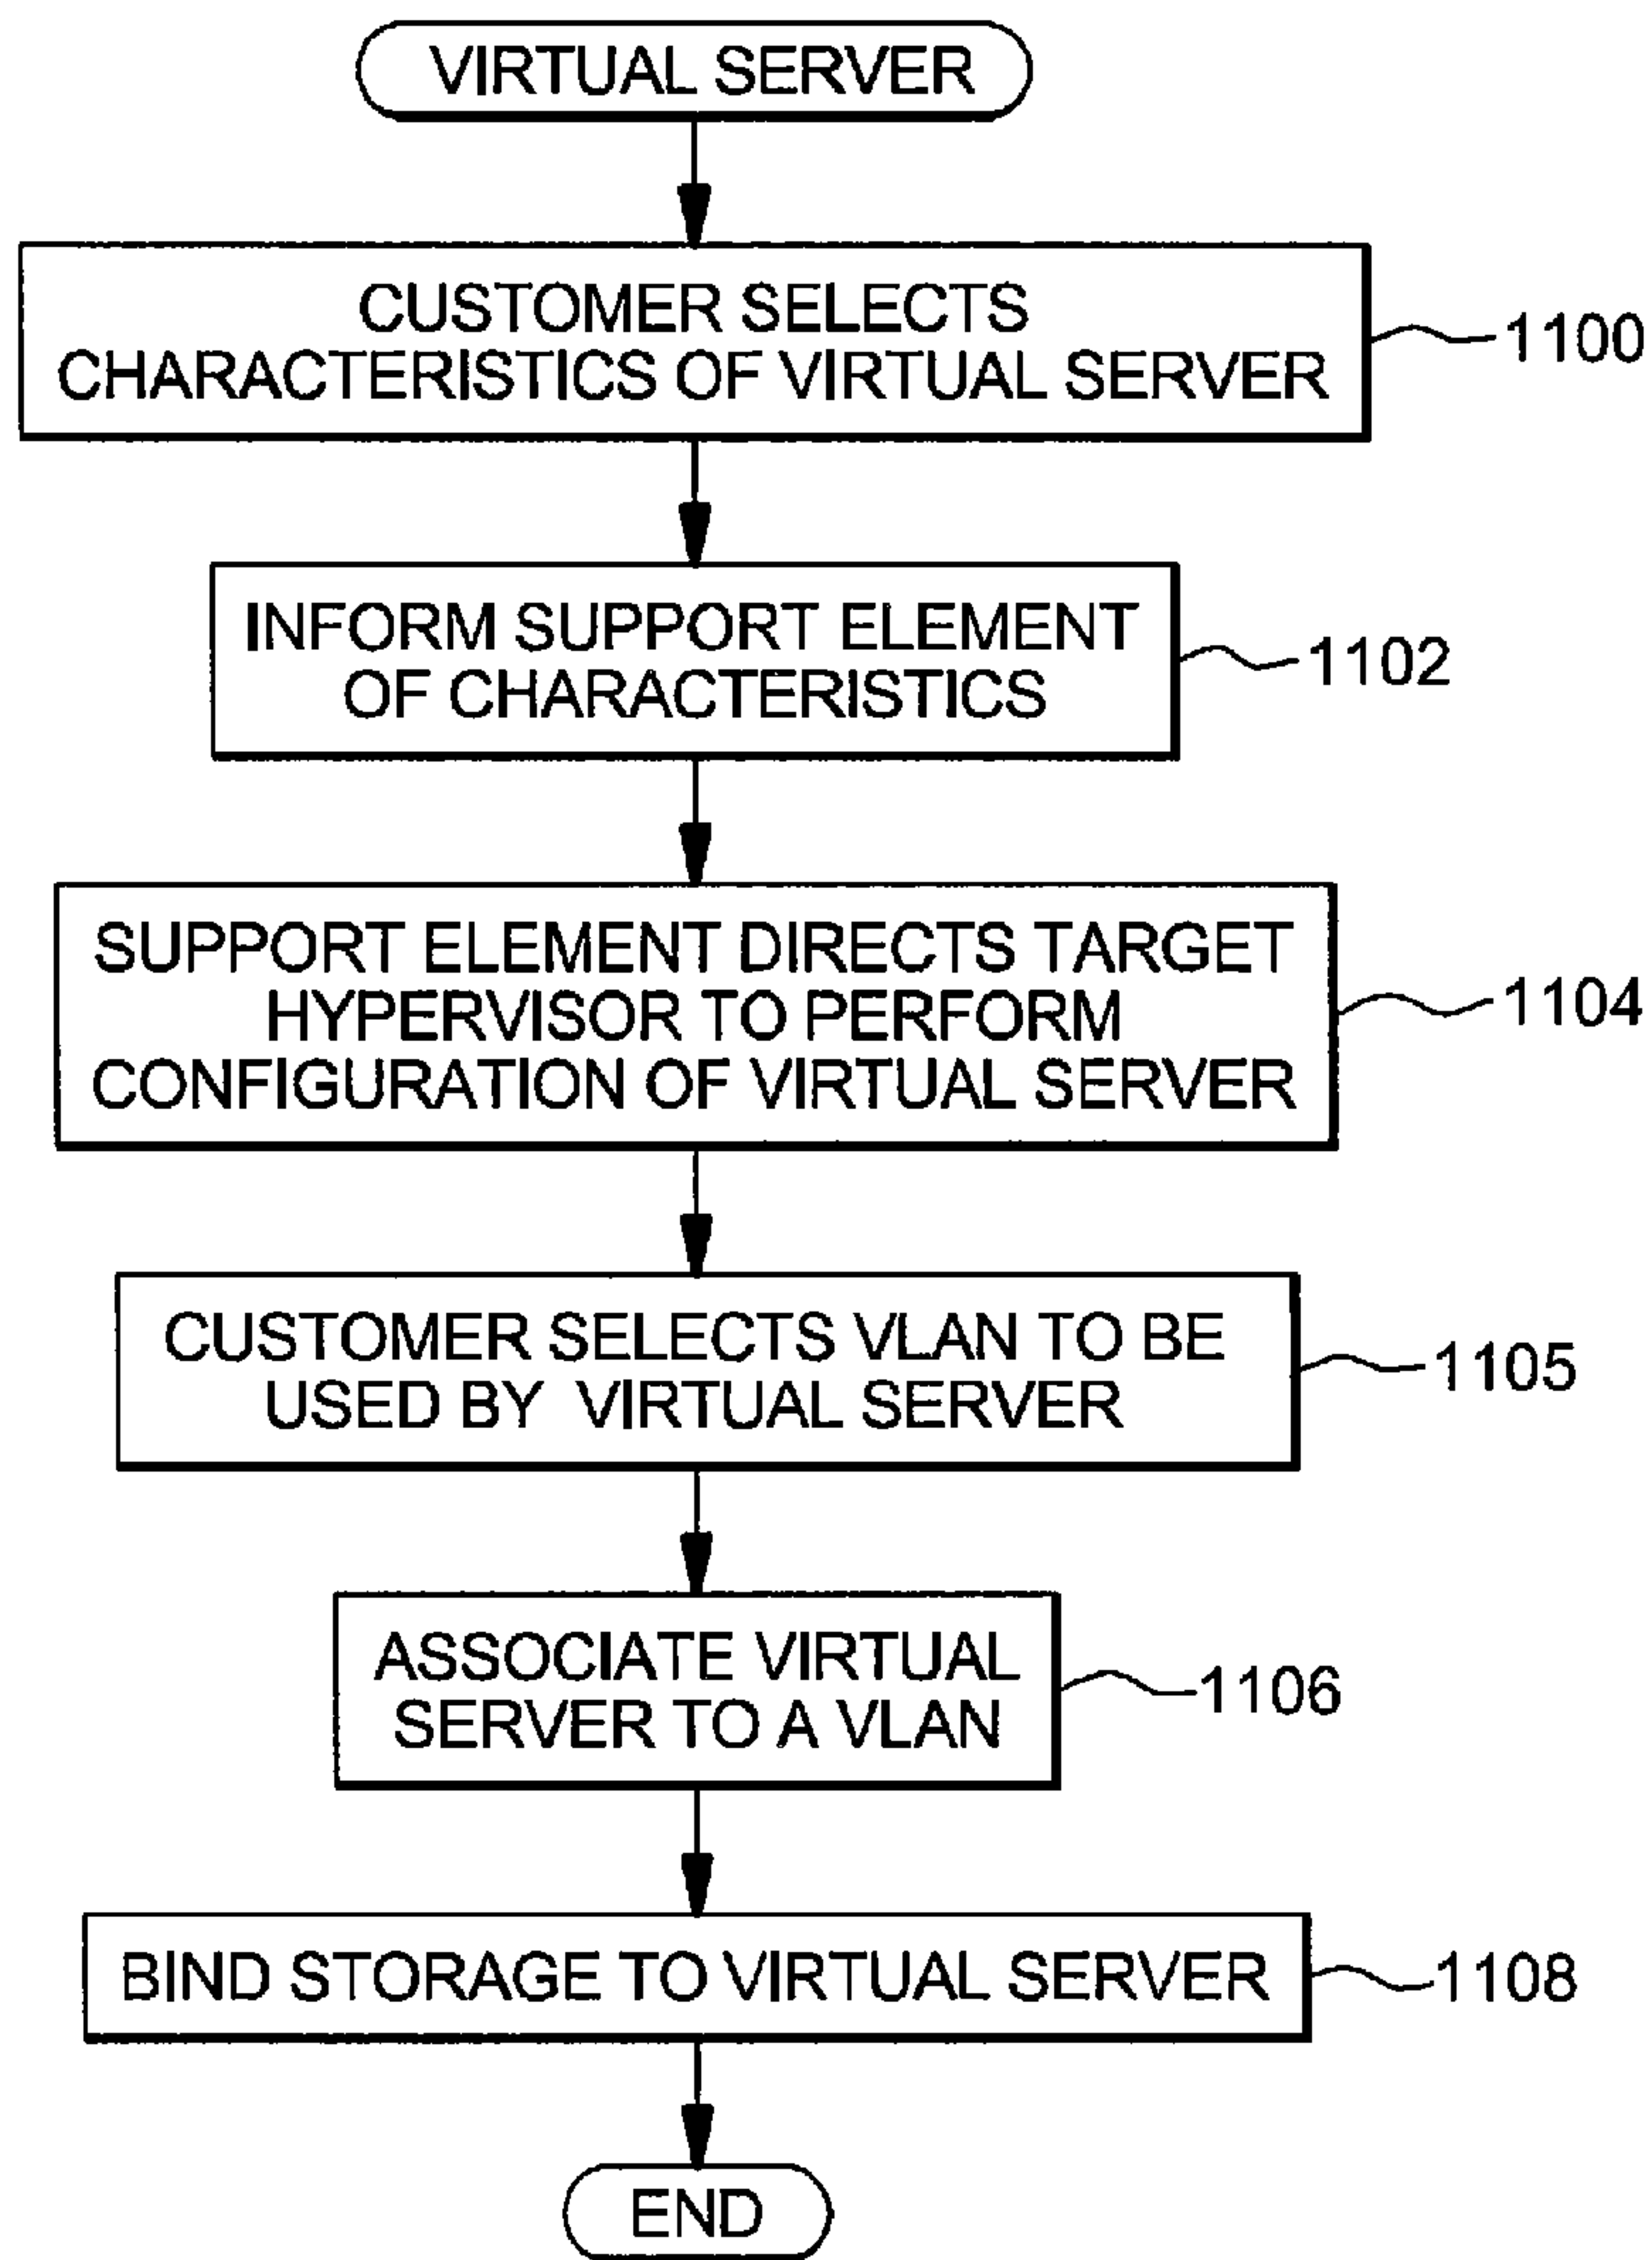 VIRTUAL SERVER
CUSTOMER SELECTS
CHARACTERISTICS OF VIRTUAL SERVER
1100
INFORM SUPPORT ELEMENT
OF CHARACTERISTICS
1102
SUPPORT ELEMENT DIRECTS TARGET
HYPERVISOR TO PERFORM
CONFIGURATION OF VIRTUAL SERVER
1104
CUSTOMER SELECTS VLAN TO BE
USED BY VIRTUAL SERVER
1105
ASSOCIATE VIRTUAL
SERVER TO A VLAN
1106
BIND STORAGE TO VIRTUAL SERVER
1108
END